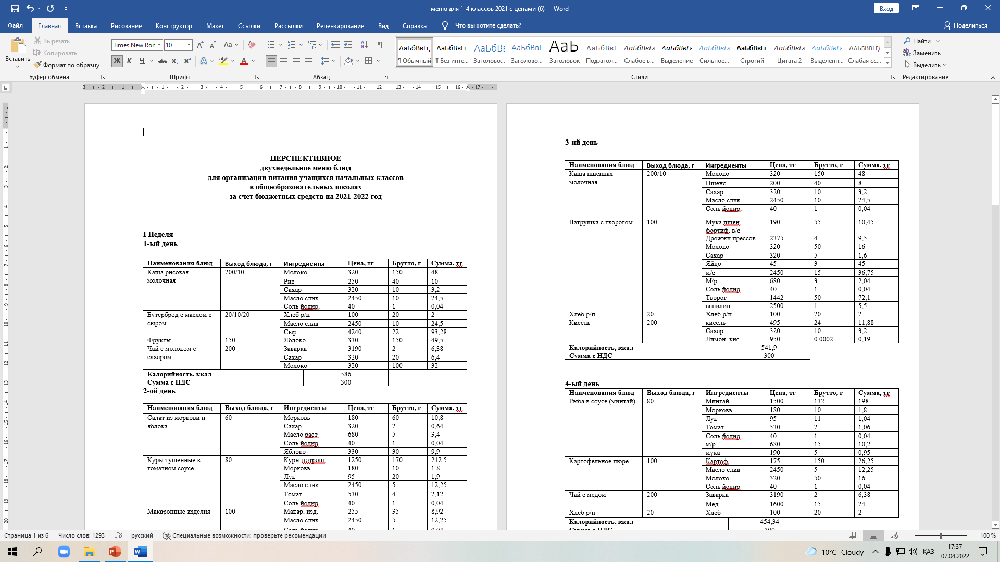 меню для 1-4 классов 2021 с ценами (6) - Word
Вход
Файл Главная Вставка Рисование Конструктор Макет Ссылки Рассылки Рецензирование Вид Справка Что вы хотите сделать? Поделиться
Вставить
Вырезать
Копировать
Формат по образцу
Буфер обмена
Times New Ron 10
Шрифт
Абзац
АаБбВвГг, АаБбВвГг, АаБбВв АаБбВвГ АаБ АаБбВвГ АаБбВвГг АаБбВвГг АаБбВвГг АаБбВвГг, АаБбВвГг АаБбВвГг ААБбВвГг
¶ Обычный ¶ Без инте... Заголово... Заголово... Заголовок Подзагол... Слабое в... Выделение Сильное... Строгий Цитата 2 Выделенн... Слабая сс...
Стили
Найти
Заменить
Выделить
Редактирование
ПЕРСПЕКТИВНОЕ
двухнедельное меню блюд
для организации питания учащихся начальных классов
в общеобразовательных школах
за счет бюджетных средств на 2021-2022 год
I Неделя
1-ый день
Наименования блюд Выход блюда, г Ингредиенты Цена, тг Брутто, г Сумма, тг
Каша рисовая молочная 200/10 Молоко 320 150 48
Рис 250 40 10
Сахар 320 10 3,2
Масло слив 2450 10 24,5
Соль йодир. 40 1 0,04
Бутерброд с маслом с сыром 20/10/20 Хлеб р/п 100 20 2
Масло слив 2450 10 24,5
Сыр 4240 22 93,28
Фрукты 150 Яблоко 330 150 49,5
Чай с молоком с сахаром 200 Заварка 3190 2 6,38
Сахар 320 20 6,4
Молоко 320 100 32
Калорийность, ккал 586
Сумма с НДС 300
2-ой день
Наименования блюд Выход блюда, г Ингредиенты Цена, тг Брутто, г Сумма, тг
Салат из моркови и яблока 60 Морковь 180 60 10,8
Сахар 320 2 0,64
Масло раст 680 5 3,4
Соль йодир. 40 1 0,04
Яблоко 330 30 9,9
Куры тушенные в томатном соусе 80 Куры потрош 1250 170 212,5
Морковь 180 10 1.8
Лук 95 20 1,9
Масло слив 2450 5 12,25
Томат 530 4 2,12
Соль йодир. 40 1 0,04
Макаронные изделия 100 Макар. изд. 255 35 8,92
Масло слив 2450 5 12,25
3-ий день
Наименования блюд Выход блюда, г Ингредиенты Цена, тг Брутто, г Сумма, тг
Каша пшенная молочная 200/10 Молоко 320 150 48
Пшено 200 40 8
Сахар 320 10 3,2
Масло слив 2450 10 24,5
Соль йодир. 40 1 0,04
Ватрушка с творогом 100 Мука пшен. фортиф. в/с 190 55 10,45
Дрожжи прессов. 2375 4 9,5
Молоко 320 50 16
Сахар 320 5 1,6
Яйцо 45 3 45
м/с 2450 15 36,75
М/р 680 3 2,04
Соль йодир. 40 1 0,04
Творог 1442 50 72,1
ванилин 2500 1 5,5
Хлеб р/п 20 Хлеб р/п 100 20 2
Кисель 200 кисель 495 24 11,88
Сахар 320 10 3,2
Лимон. кис. 950 0.0002 0,19
Калорийность, ккал 541,9
Сумма с НДС 300
4-ый день
Наименования блюд Выход блюда, г Ингредиенты Цена, тг Брутто, г Сумма, тг
Рыба в соусе (минтай) 80 Минтай 1500 132 198
Морковь 180 10 1,8
Лук 95 11 1,04
Томат 530 2 1,06
Соль йодир. 40 1 0,04
м/р 680 15 10,2
мука 190 5 0,95
Картофельное пюре 100 Картоф 175 150 26,25
Масло слив 2450 5 12,25
Молоко 320 50 16
Соль йодир 40 1 0,04
Чай с медом 200 Заварка 3190 2 6,38
Мед 1600 15 24
Хлеб р/п 20 Хлеб 100 20 2
Калорийность, ккал 454,34
Страница 1 из 6 Число слов: 1293 русский Специальные возможности: проверьте рекомендации 100 %
10°C Cloudy ҚАЗ 17:37
07.04.2022